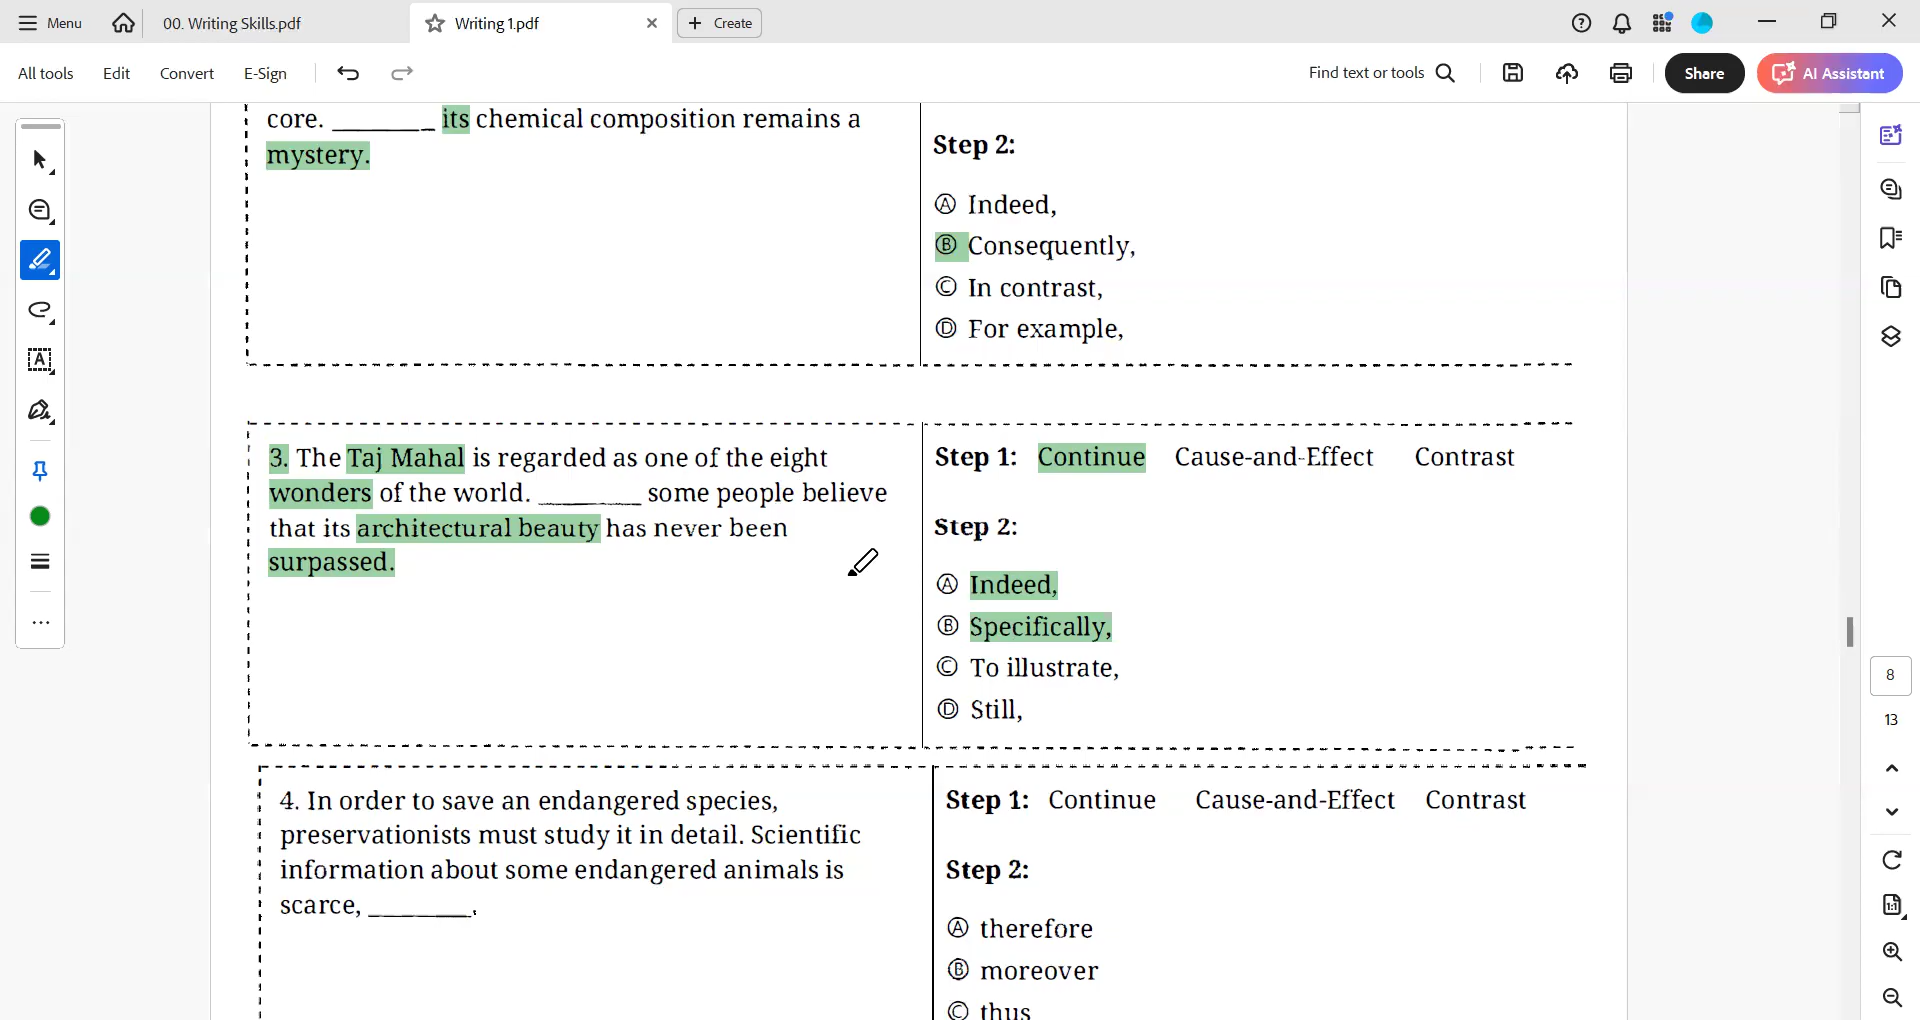 Menu
00. Writing Skills.pdf
Writing 1.pdf
Create
All tools
Edit
Convert
E-Sign
Find text or tools
Share
AI Assistant
core. ________ its chemical composition remains a
mystery.
Step 2:
Ⓐ Indeed,
Ⓑ Consequently,
Ⓒ In contrast,
Ⓓ For example,
3. The Taj Mahal is regarded as one of the eight
wonders of the world. ________ some people believe
that its architectural beauty has never been
surpassed.
Step 1: Continue Cause-and-Effect Contrast
Step 2:
Ⓐ Indeed,
Ⓑ Specifically,
Ⓒ To illustrate,
Ⓓ Still,
4. In order to save an endangered species,
preservationists must study it in detail. Scientific
information about some endangered animals is
scarce, ________.
Step 1: Continue Cause-and-Effect Contrast
Step 2:
Ⓐ therefore
Ⓑ moreover
Ⓒ thus
8
13